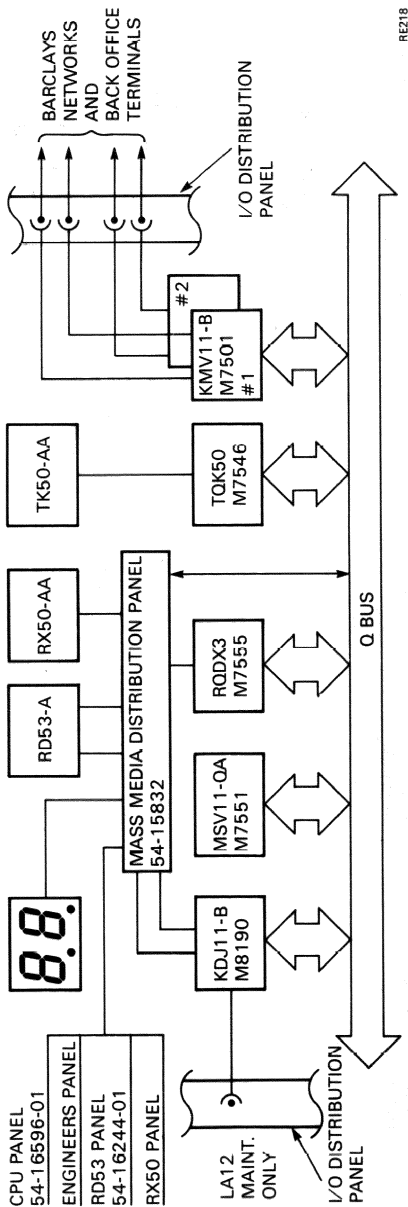 CPU PANEL
54-16596-01
ENGINEERS PANEL
RD53 PANEL
54-16244-01
RX50 PANEL
8.8.
RD53-A
RX50-AA
TK50-AA
BARCLAYS
NETWORKS
AND
BACK OFFICE
TERMINALS
MASS MEDIA DISTRIBUTION PANEL
54-15832
I/O DISTRIBUTION
PANEL
LA12
MAINT.
ONLY
KDJ11-B
M8190
MSV11-QA
M7551
RQDX3
M7555
TQK50
M7546
#2
KMV11-B
M7501
#1
I/O DISTRIBUTION
PANEL
Q BUS
RE218